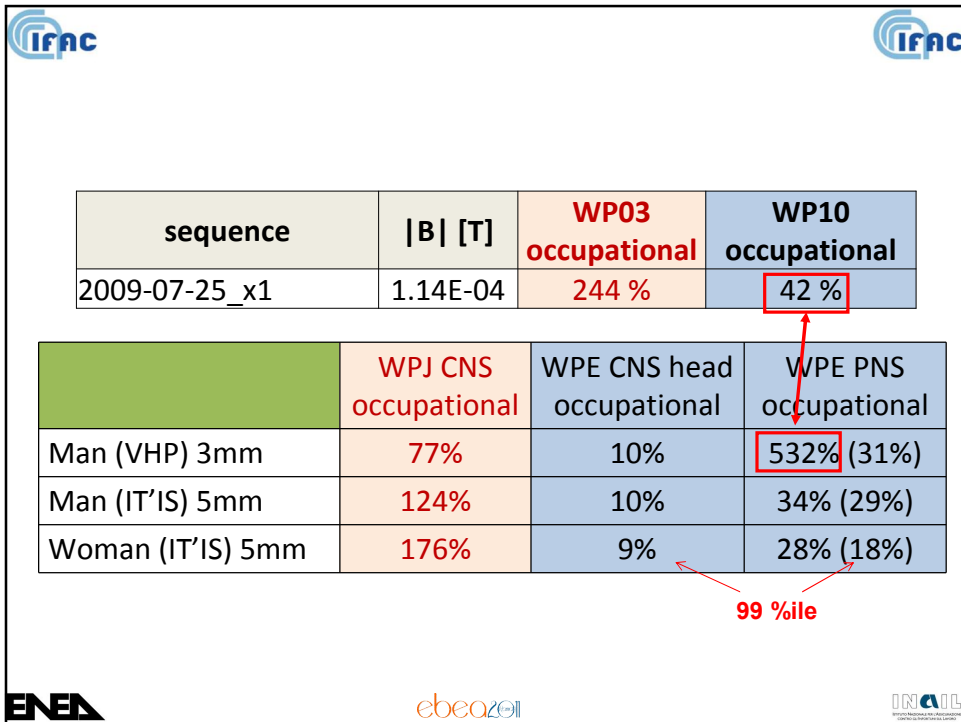 IFAC
IFAC
sequence |B| [T] WP03 occupational WP10 occupational
2009-07-25_x1 1.14E-04 244 % 42 %
WPJ CNS occupational WPE CNS head occupational WPE PNS occupational
Man (VHP) 3mm 77% 10% 532% (31%)
Man (IT'IS) 5mm 124% 10% 34% (29%)
Woman (IT'IS) 5mm 176% 9% 28% (18%)
99 %ile
ENEA
ebea2011
INAIL